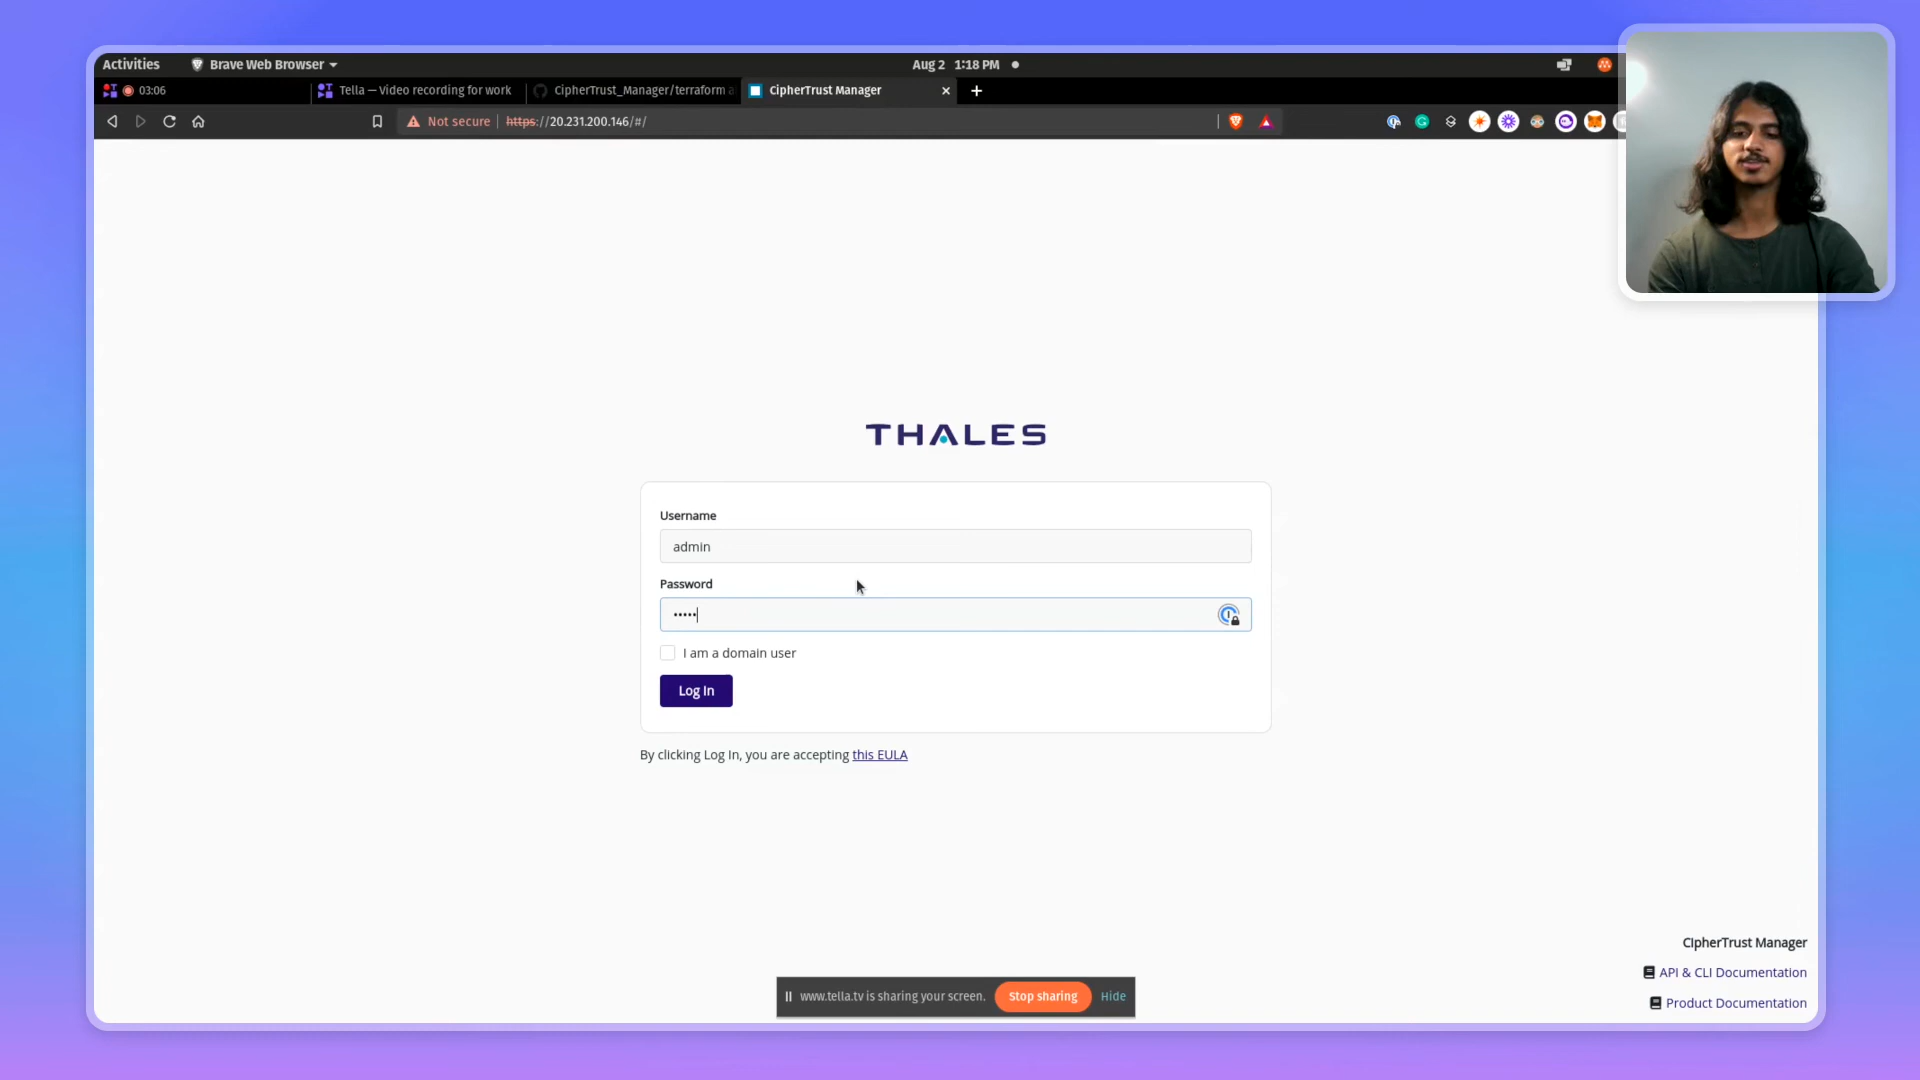 Activities
Brave Web Browser
Aug 2 1:18 PM
03:06
Tella — Video recording for work
CipherTrust_Manager/terraform a
CipherTrust Manager
Not secure
https://20.231.200.146/#/
THALES
Username
admin
Password
•••••
I am a domain user
Log In
By clicking Log In, you are accepting this EULA
CipherTrust Manager
API & CLI Documentation
Product Documentation
www.tella.tv is sharing your screen.
Stop sharing
Hide